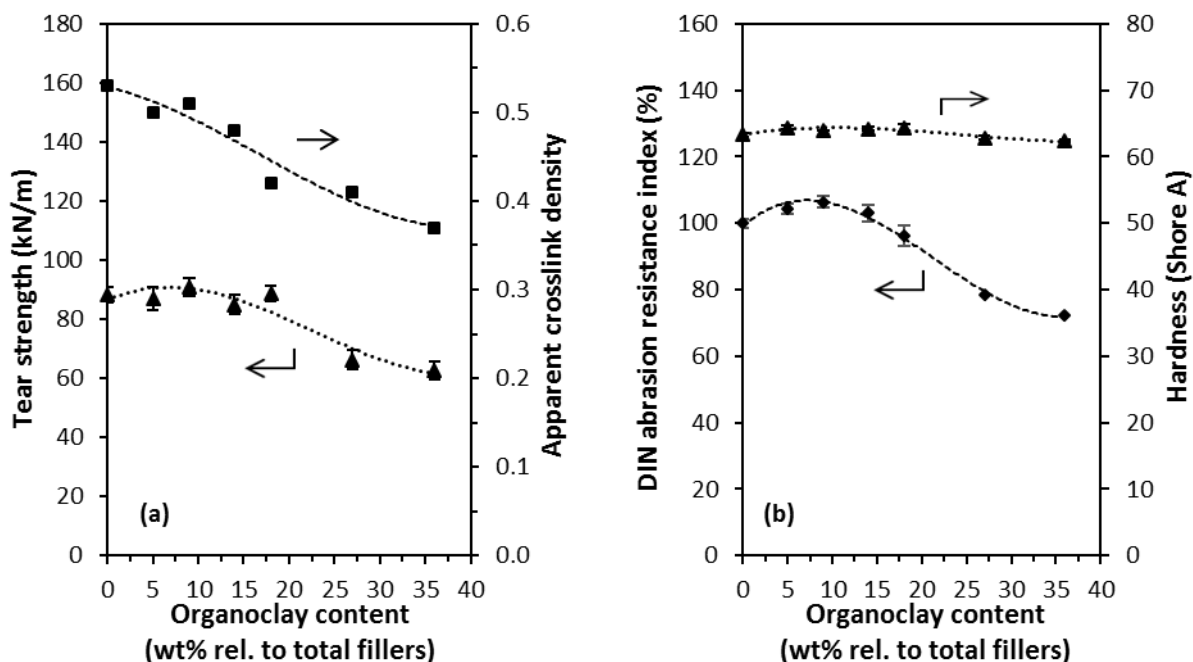 180
160
140
120
100
80
60
40
20
0
Tear strength (kN/m)
0.6
0.5
0.4
0.3
0.2
0.1
0.0
Apparent crosslink density
(a)
0 5 10 15 20 25 30 35 40
Organoclay content
(wt% rel. to total fillers)
160
140
120
100
80
60
40
20
0
DIN abrasion resistance index (%)
80
70
60
50
40
30
20
10
0
Hardness (Shore A)
(b)
0 5 10 15 20 25 30 35 40
Organoclay content
(wt% rel. to total fillers)